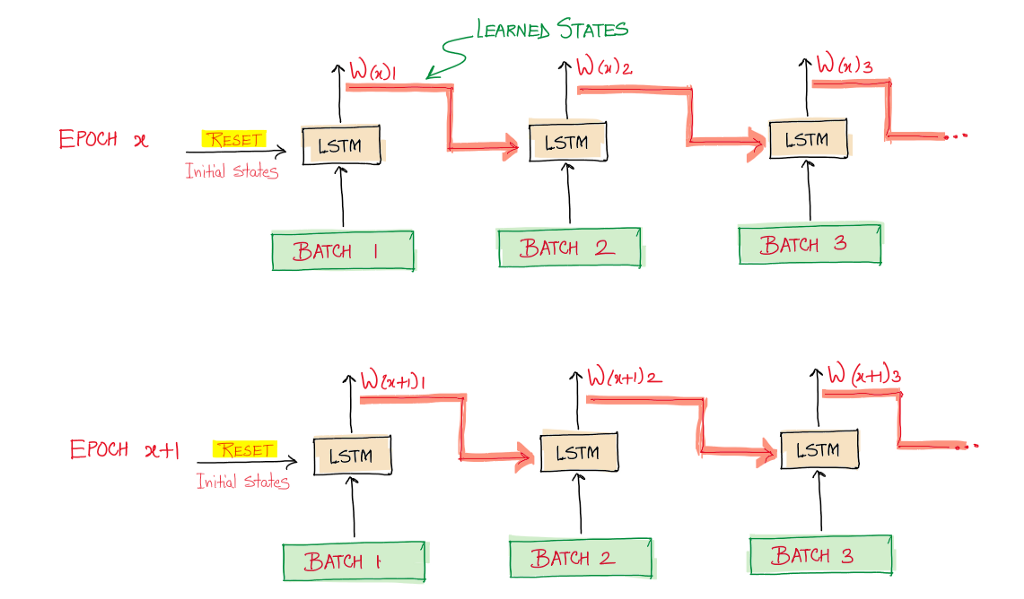 LEARNED STATES
W(x)1
W(x)2
W(x)3
EPOCH x
RESET
Initial states
LSTM
LSTM
LSTM
...
BATCH 1
BATCH 2
BATCH 3
W(x+1)1
W(x+1)2
W(x+1)3
EPOCH x+1
RESET
Initial states
LSTM
LSTM
LSTM
...
BATCH 1
BATCH 2
BATCH 3